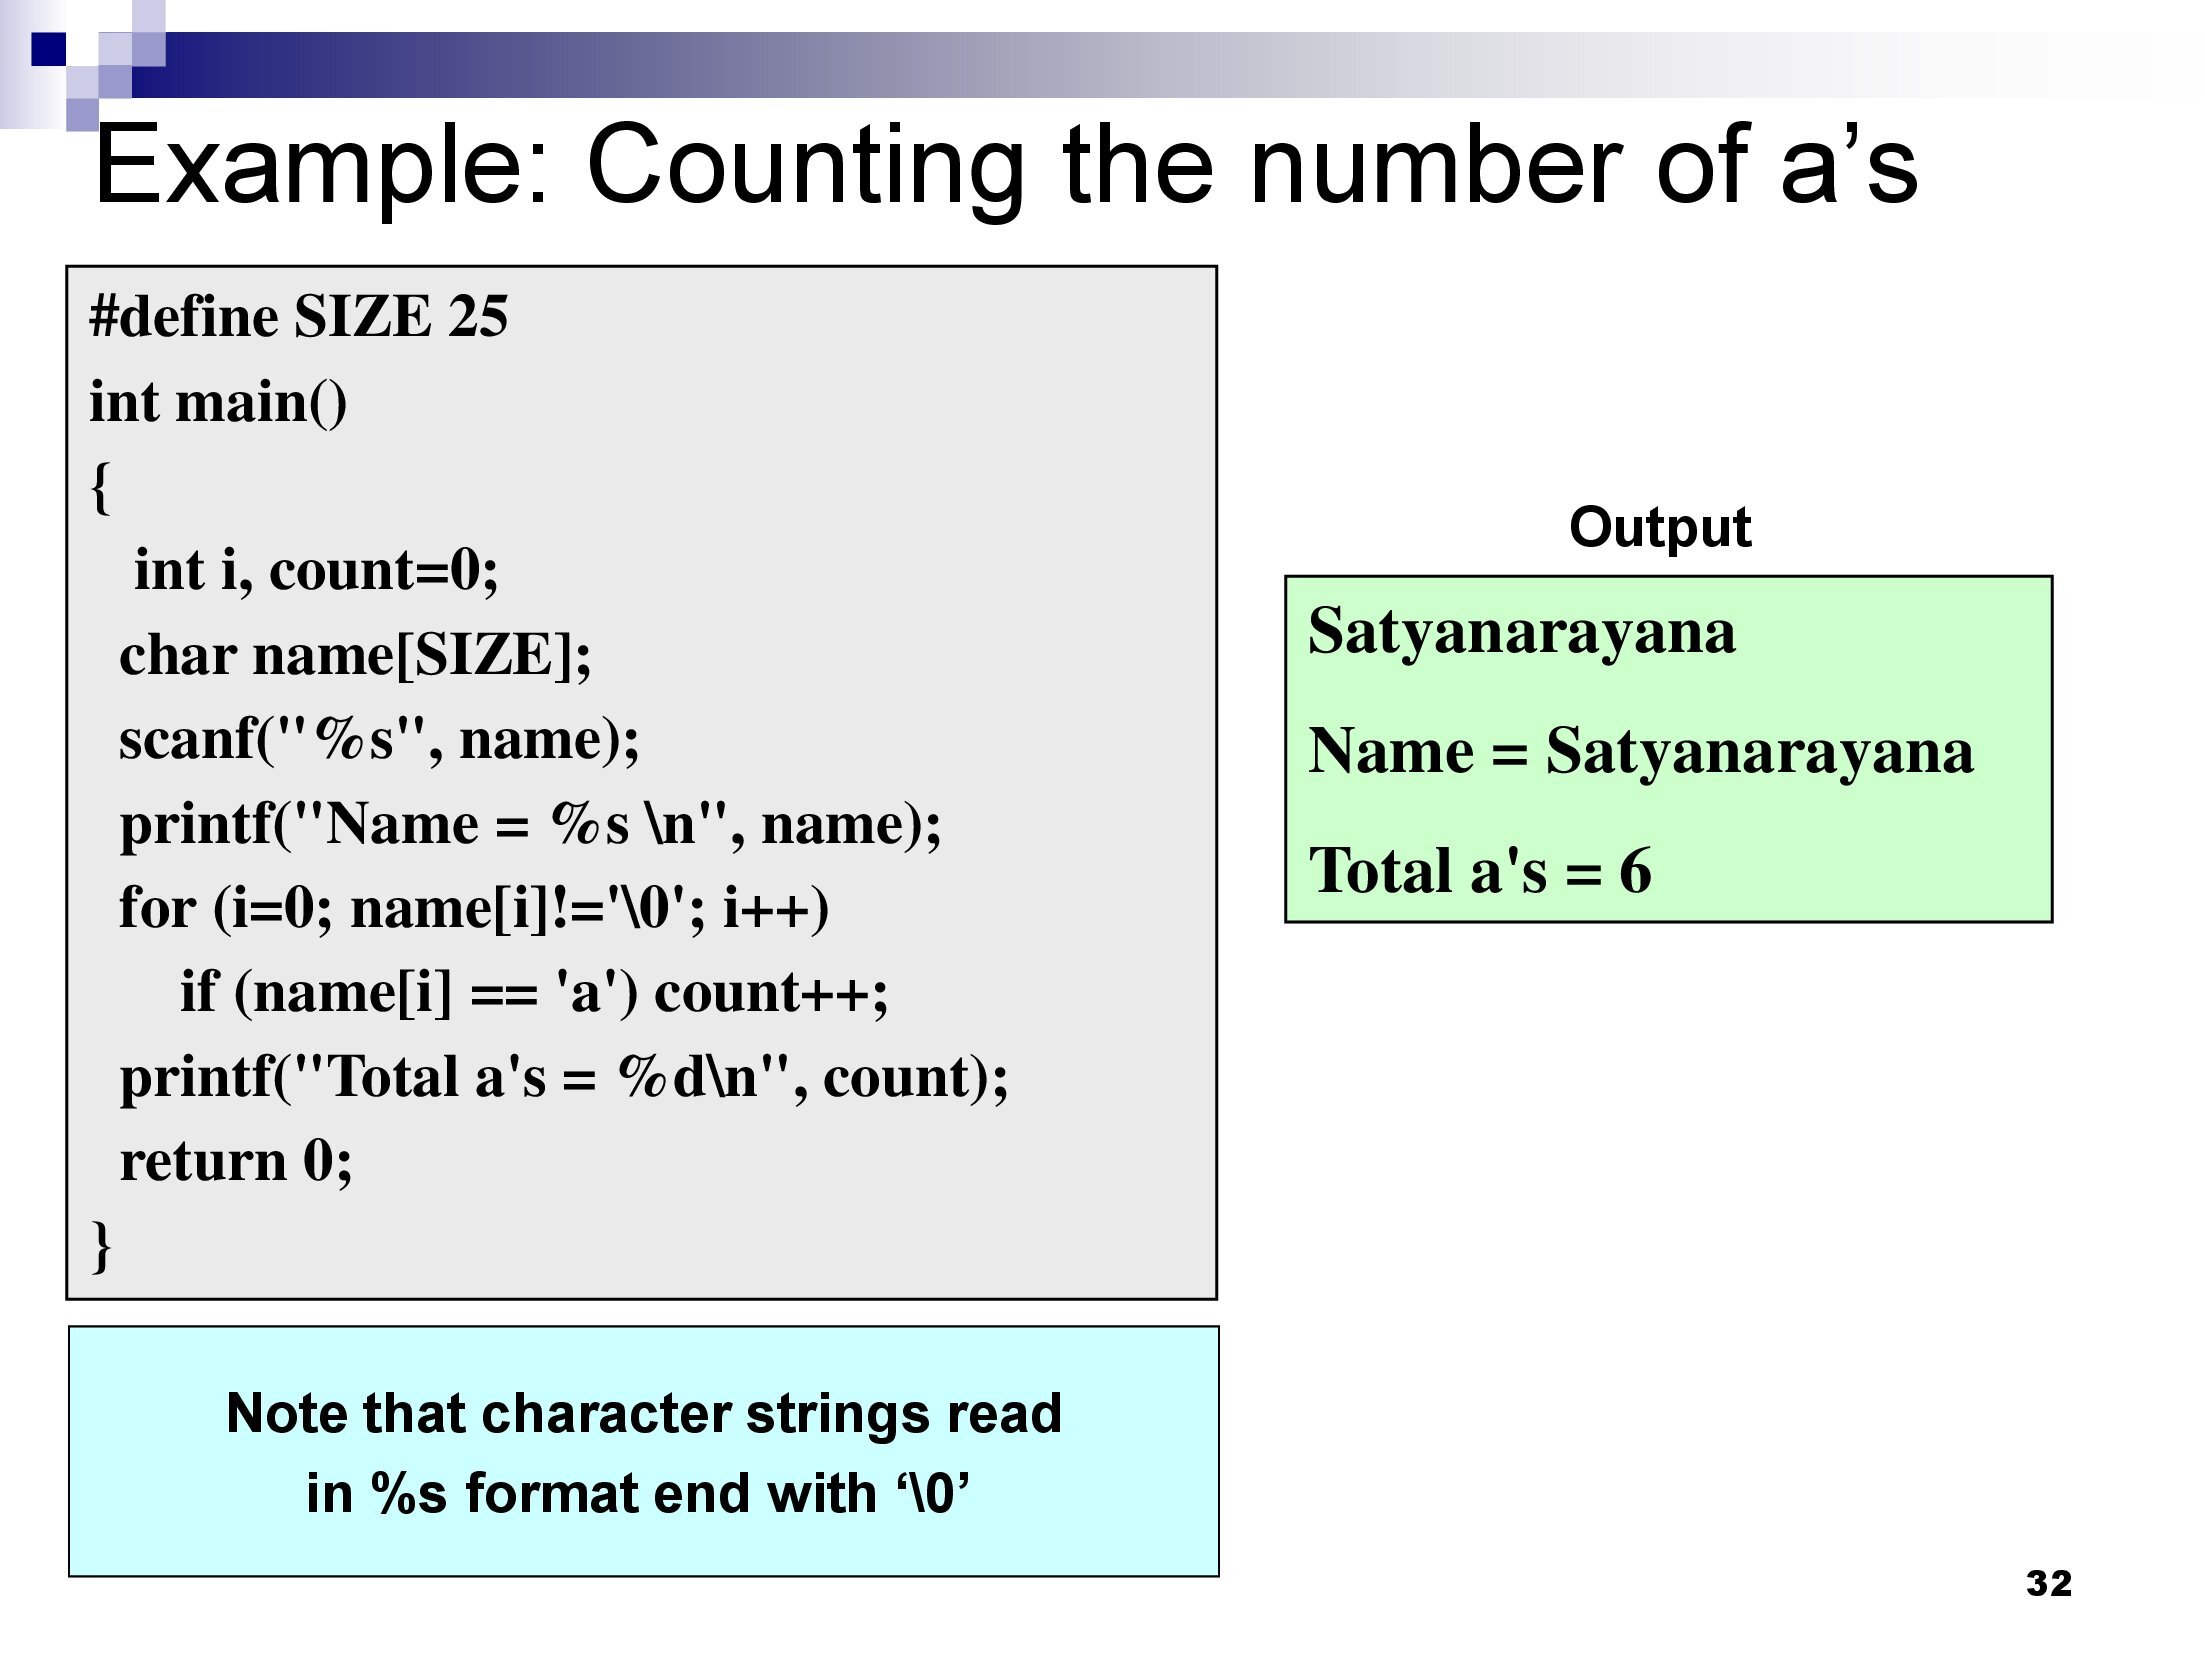 Example: Counting the number of a’s
#define SIZE 25
int main()
{
int i, count=0;
char name[SIZE];
scanf("%s", name);
printf("Name = %s \n", name);
for (i=0; name[i]!='\0'; i++)
if (name[i] == 'a') count++;
printf("Total a's = %d\n", count);
return 0;
}
Output
Satyanarayana
Name = Satyanarayana
Total a's = 6
Note that character strings read
in %s format end with ‘\0’
32